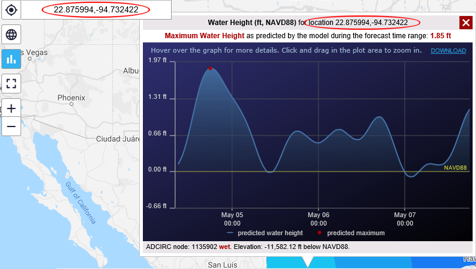 22.875994,-94.732422
Water Height (ft, NAVD88) for location 22.875994,-94.732422
Maximum Water Height as predicted by the model during the forecast time range: 1.85 ft
Hover over the graph for more details. Click and drag in the plot area to zoom in.
DOWNLOAD
1.97 ft
1.31 ft
0.66 ft
0.00 ft
-0.66 ft
NAVD88
May 05
00:00
May 06
00:00
May 07
00:00
predicted water height
predicted maximum
ADCIRC node: 1135902 wet. Elevation: -11,582.12 ft below NAVD88.
Las Vegas
Los Angeles
Phoenix
Ciudad Juárez
Gulf of California
San Luis